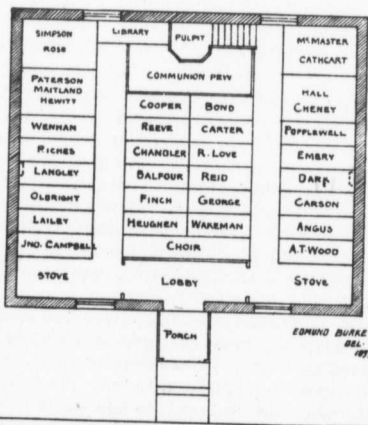 SIMPSON
ROSE
LIBRARY
PULPIT
McMASTER
CATHCART
COMMUNION PEW
PATERSON
MAITLAND
HEWITT
HALL
CHENEY
COOPER
BOND
WENHAM
REEVE
CARTER
POPPLEWELL
RICHES
CHANDLER
R. LOVE
EMBRY
LANGLEY
BALFOUR
REID
DARK
OLBRIGHT
FINCH
GEORGE
CARSON
LAILEY
HEUGHEN
WAKEMAN
ANGUS
JNO. CAMPBELL
CHOIR
A.T. WOOD
STOVE
LOBBY
STOVE
PORCH
EDMUND BURKE
DEL.